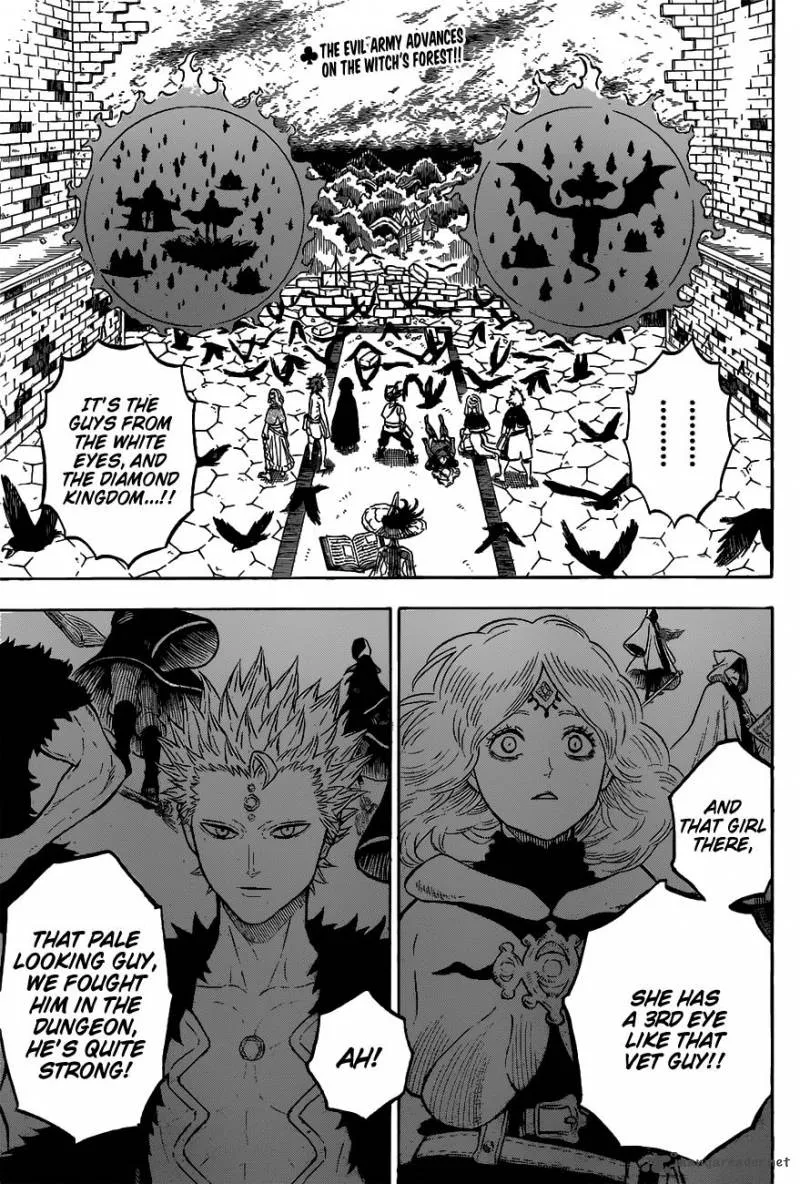 ♣ THE EVIL ARMY ADVANCES
ON THE WITCH'S FOREST!!
........
IT'S THE
GUYS FROM
THE WHITE
EYES, AND
THE DIAMOND
KINGDOM...!!
AND
THAT GIRL
THERE,
SHE HAS
A 3RD EYE
LIKE THAT
VET GUY!!
AH!
THAT PALE
LOOKING GUY,
WE FOUGHT
HIM IN THE
DUNGEON,
HE'S QUITE
STRONG!
mangareader.net